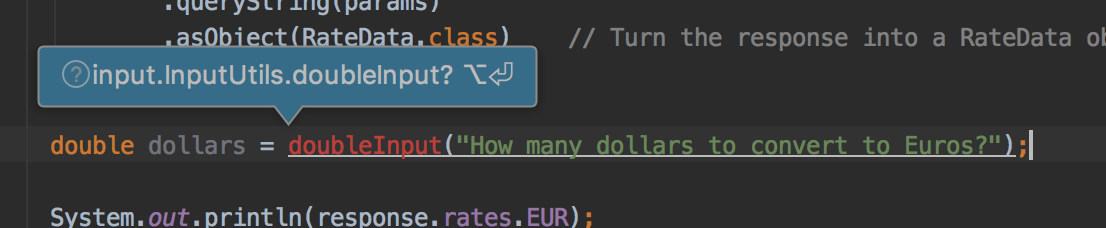 .queryString(params)
.asObject(RateData.class) // Turn the response into a RateData ob
input.InputUtils.doubleInput? ⌥⏎
double dollars = doubleInput("How many dollars to convert to Euros?");
System.out.println(response.rates.EUR);